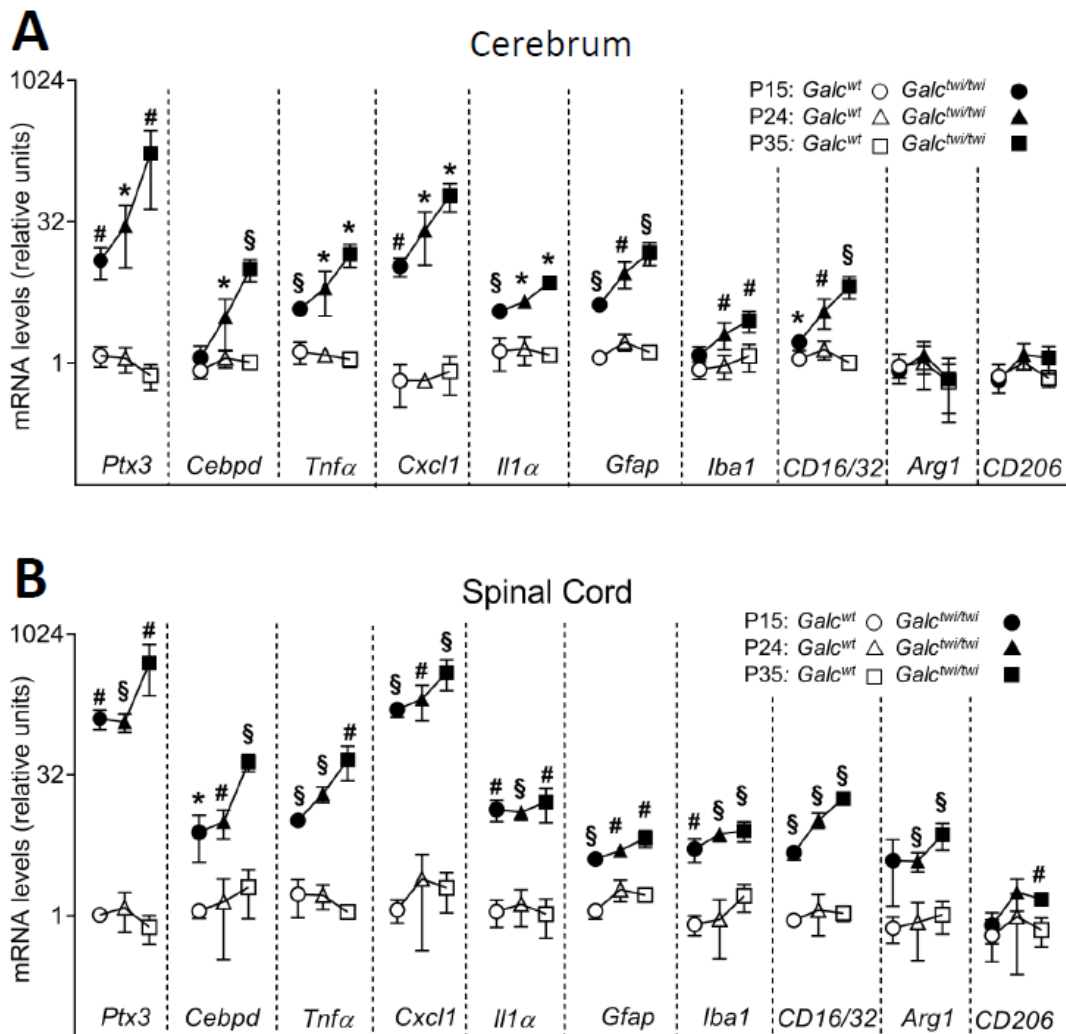 A
Cerebrum
1024
32
1
mRNA levels (relative units)
P15: Galcwt Galctwi/twi
P24: Galcwt Galctwi/twi
P35: Galcwt Galctwi/twi
# * #
* §
§ * *
# * *
§ * *
§ # §
# #
* # §
Ptx3 Cebpd Tnfα Cxcl1 Il1α Gfap Iba1 CD16/32 Arg1 CD206
B
Spinal Cord
1024
32
1
mRNA levels (relative units)
P15: Galcwt Galctwi/twi
P24: Galcwt Galctwi/twi
P35: Galcwt Galctwi/twi
# § #
* # §
§ § #
§ # §
# § #
§ # #
# § §
§ § §
§ §
#
Ptx3 Cebpd Tnfα Cxcl1 Il1α Gfap Iba1 CD16/32 Arg1 CD206